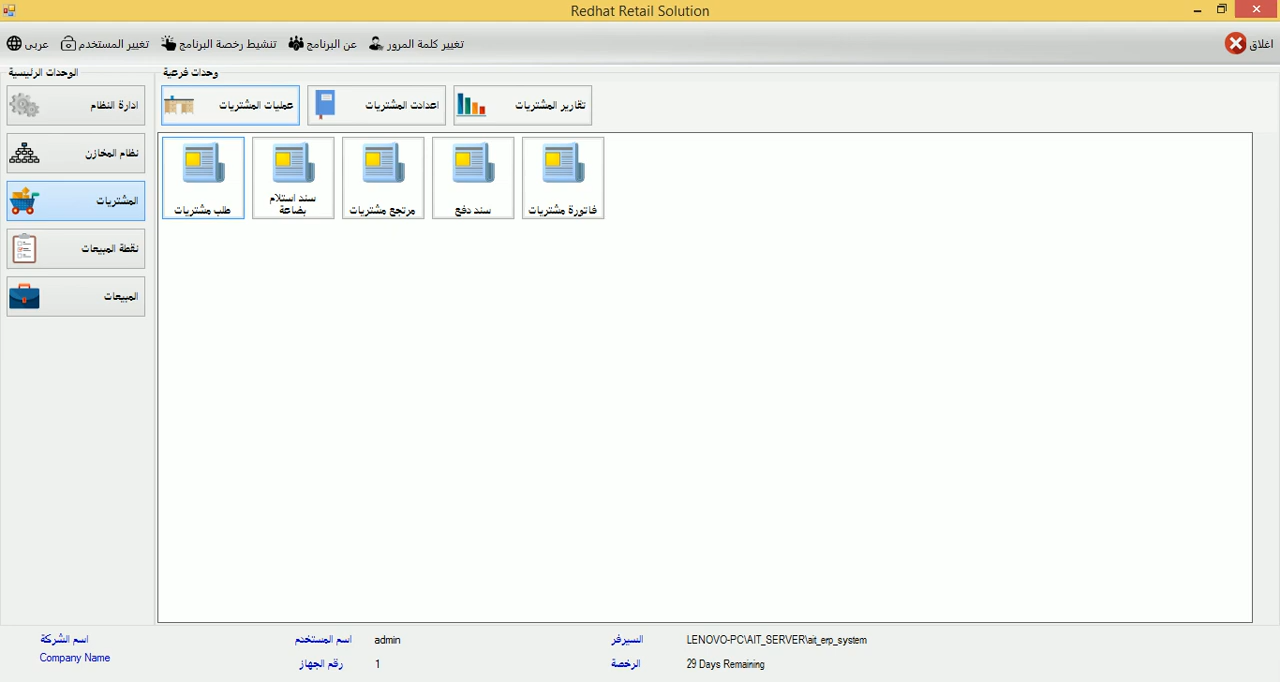 Redhat Retail Solution
عربى
تغيير المستخدم
تنشيط رخصة البرنامج
عن البرنامج
تغيير كلمة المرور
اغلاق
الوحدات الرئيسية
وحدات فرعية
ادارة النظام
نظام المخازن
المشتريات
نقطة المبيعات
المبيعات
عمليات المشتريات
اعدادت المشتريات
تقارير المشتريات
طلب مشتريات
سند استلام
بضاعة
مرتجع مشتريات
سند دفع
فاتورة مشتريات
اسم الشركة
Company Name
اسم المستخدم
admin
رقم الجهاز
1
السيرفر
LENOVO-PC\AIT_SERVER\ait_erp_system
الرخصة
29 Days Remaining